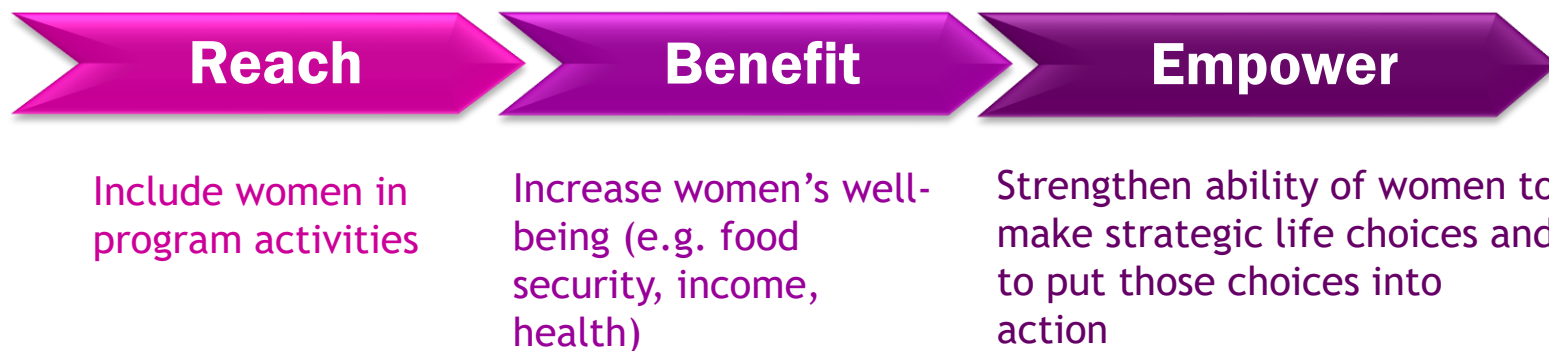 Reach
Benefit
Empower
Include women in
program activities
Increase women’s well-
being (e.g. food
security, income,
health)
Strengthen ability of women to
make strategic life choices and
to put those choices into
action